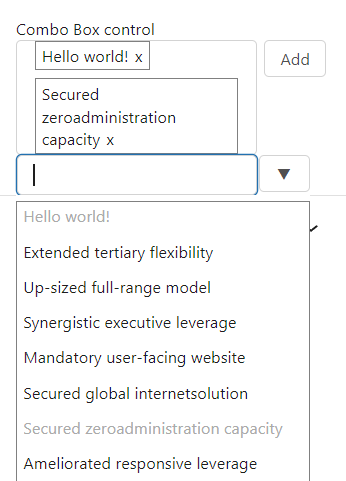 Combo Box control
Hello world! x
Add
Secured
zeroadministration
capacity x
▼
Hello world!
Extended tertiary flexibility
Up-sized full-range model
Synergistic executive leverage
Mandatory user-facing website
Secured global internetsolution
Secured zeroadministration capacity
Ameliorated responsive leverage